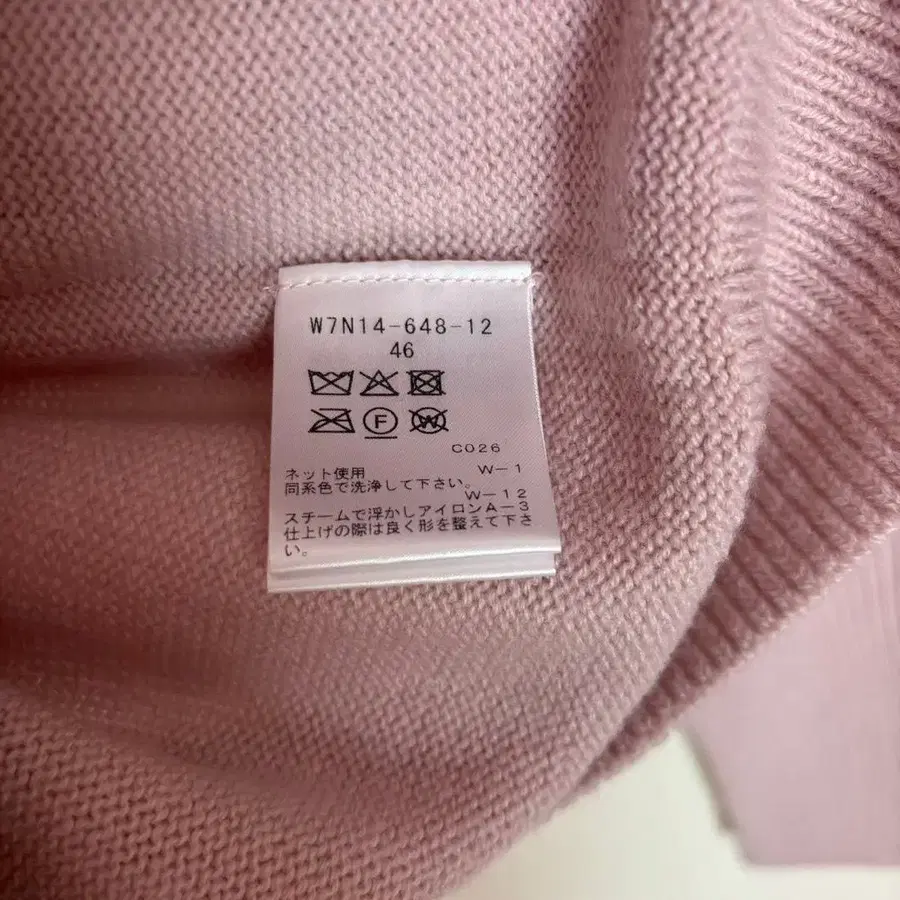 W7N14-648-12
46
F W
C026
ネット使用 W-1
同系色で洗浄して下さい。
W-12
スチームで浮かしアイロンA-3
仕上げの際は良く形を整えて下さ
い。